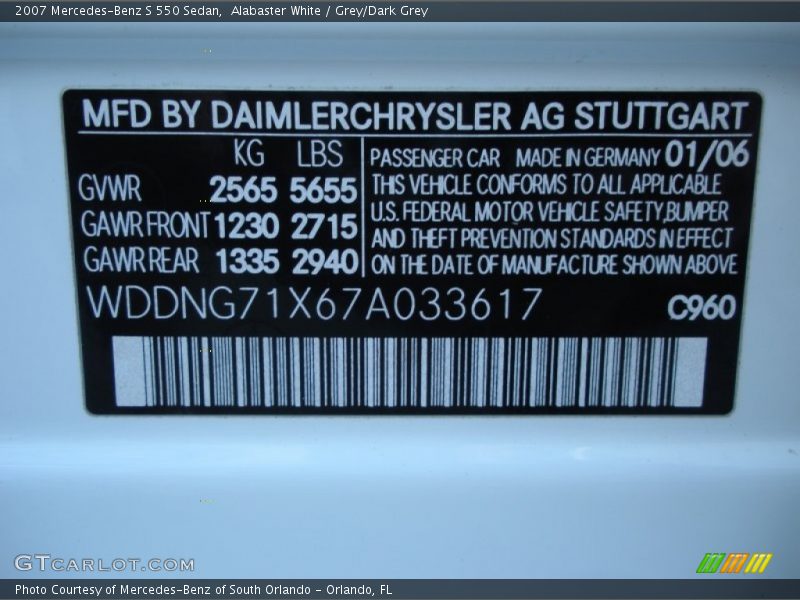 2007 Mercedes-Benz S 550 Sedan,  Alabaster White / Grey/Dark Grey
MFD BY DAIMLERCHRYSLER AG STUTTGART
KG LBS
GVWR 2565 5655
GAWR FRONT 1230 2715
GAWR REAR 1335 2940
PASSENGER CAR MADE IN GERMANY 01/06
THIS VEHICLE CONFORMS TO ALL APPLICABLE
U.S. FEDERAL MOTOR VEHICLE SAFETY,BUMPER
AND THEFT PREVENTION STANDARDS IN EFFECT
ON THE DATE OF MANUFACTURE SHOWN ABOVE
WDDNG71X67A033617 C960
GTCARLOT.COM
Photo Courtesy of Mercedes-Benz of South Orlando - Orlando, FL